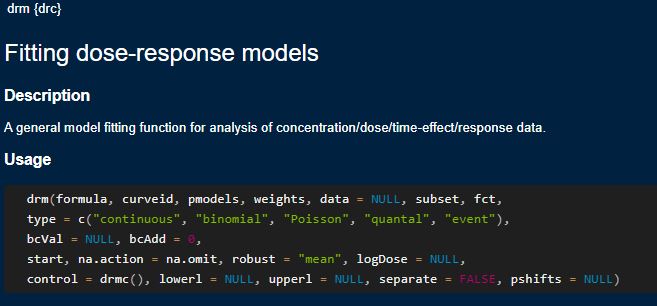 drm {drc}
Fitting dose-response models
Description
A general model fitting function for analysis of concentration/dose/time-effect/response data.
Usage
drm(formula, curveid, pmodels, weights, data = NULL, subset, fct,
type = c("continuous", "binomial", "Poisson", "quantal", "event"),
bcVal = NULL, bcAdd = 0,
start, na.action = na.omit, robust = "mean", logDose = NULL,
control = drmc(), lowerl = NULL, upperl = NULL, separate = FALSE, pshifts = NULL)